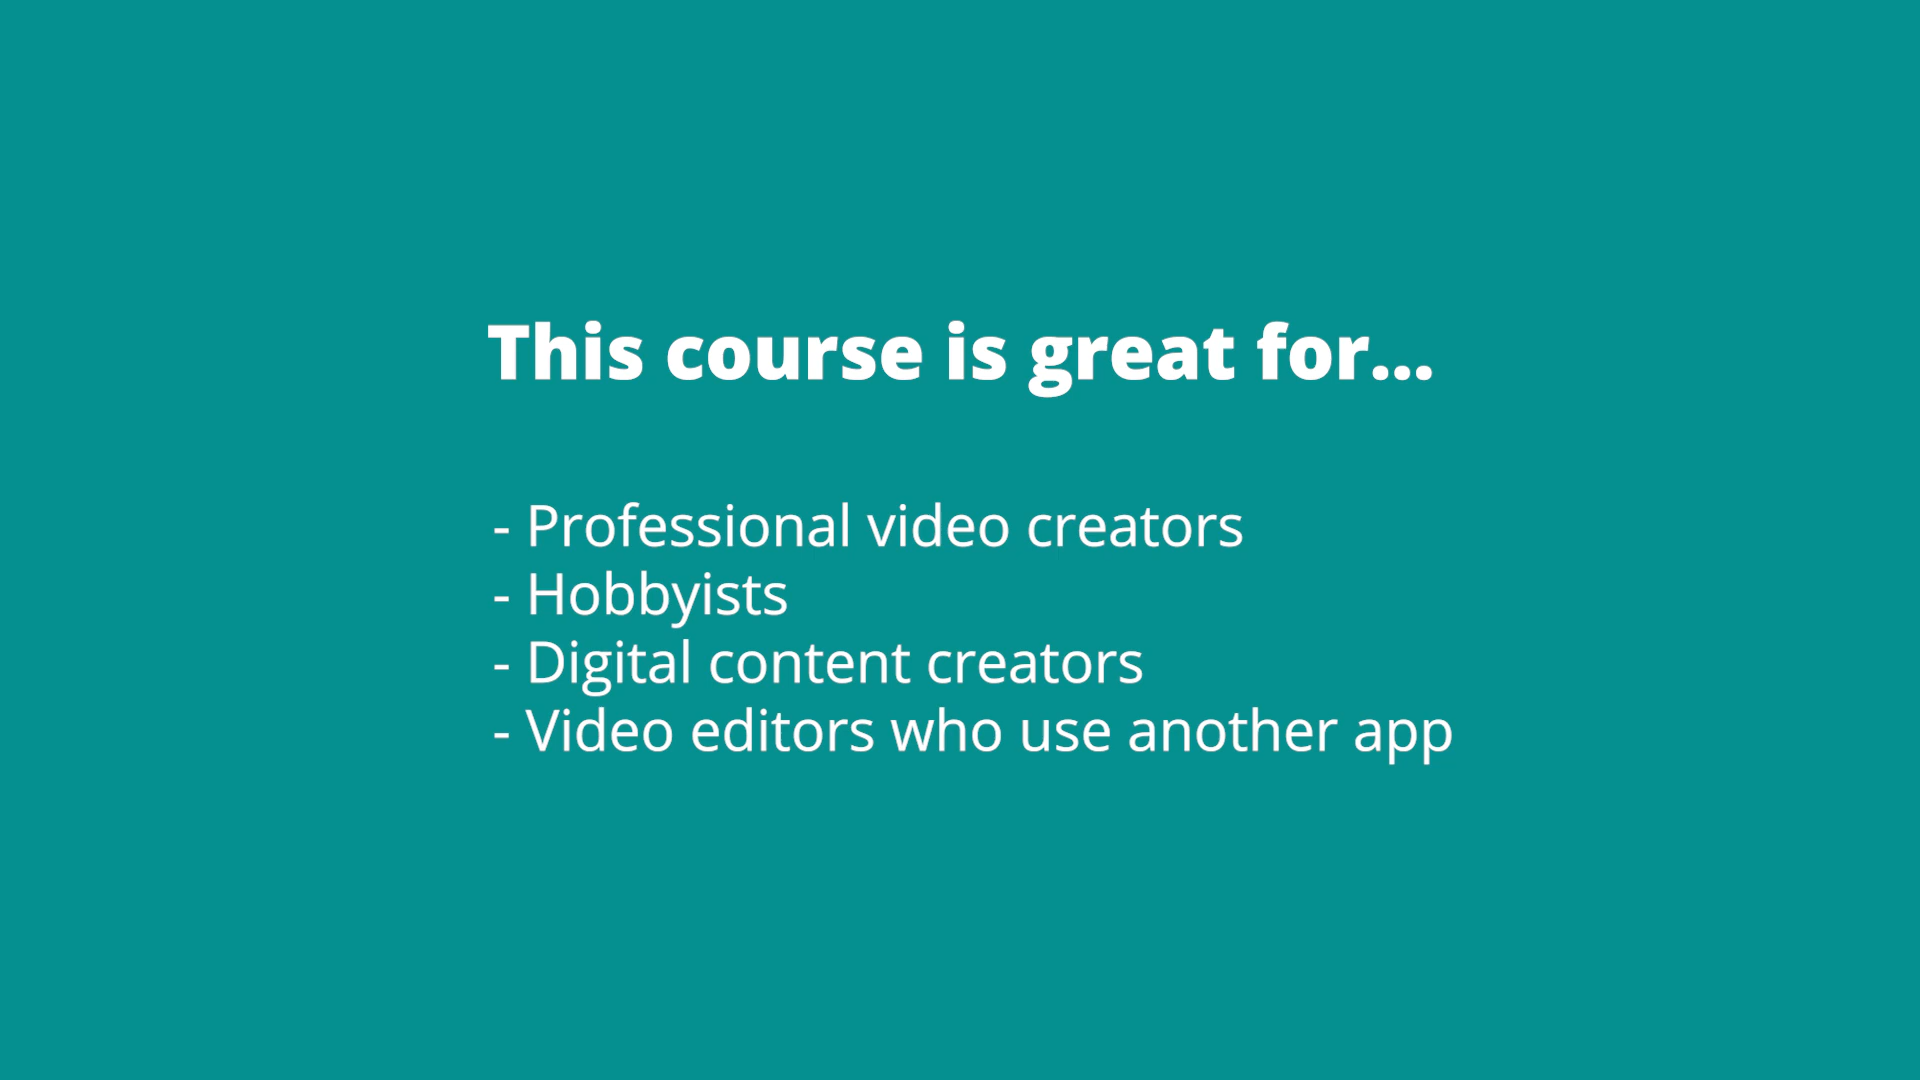 This course is great for...
- Professional video creators
- Hobbyists
- Digital content creators
- Video editors who use another app